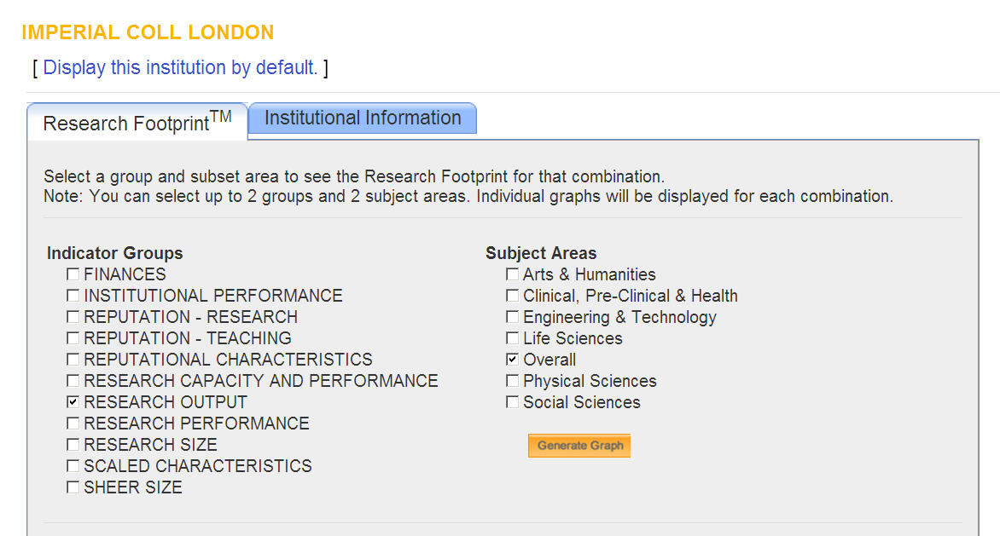 IMPERIAL COLL LONDON
[ Display this institution by default. ]
Research Footprint™
Institutional Information
Select a group and subset area to see the Research Footprint for that combination.
Note: You can select up to 2 groups and 2 subject areas. Individual graphs will be displayed for each combination.
Indicator Groups
FINANCES
INSTITUTIONAL PERFORMANCE
REPUTATION - RESEARCH
REPUTATION - TEACHING
REPUTATIONAL CHARACTERISTICS
RESEARCH CAPACITY AND PERFORMANCE
RESEARCH OUTPUT
RESEARCH PERFORMANCE
RESEARCH SIZE
SCALED CHARACTERISTICS
SHEER SIZE
Subject Areas
Arts & Humanities
Clinical, Pre-Clinical & Health
Engineering & Technology
Life Sciences
Overall
Physical Sciences
Social Sciences
Generate Graph